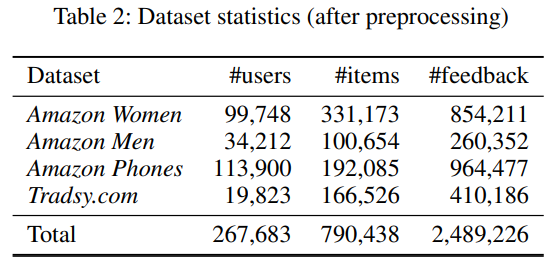 Table 2: Dataset statistics (after preprocessing)
Dataset #users #items #feedback
Amazon Women 99,748 331,173 854,211
Amazon Men 34,212 100,654 260,352
Amazon Phones 113,900 192,085 964,477
Tradsy.com 19,823 166,526 410,186
Total 267,683 790,438 2,489,226